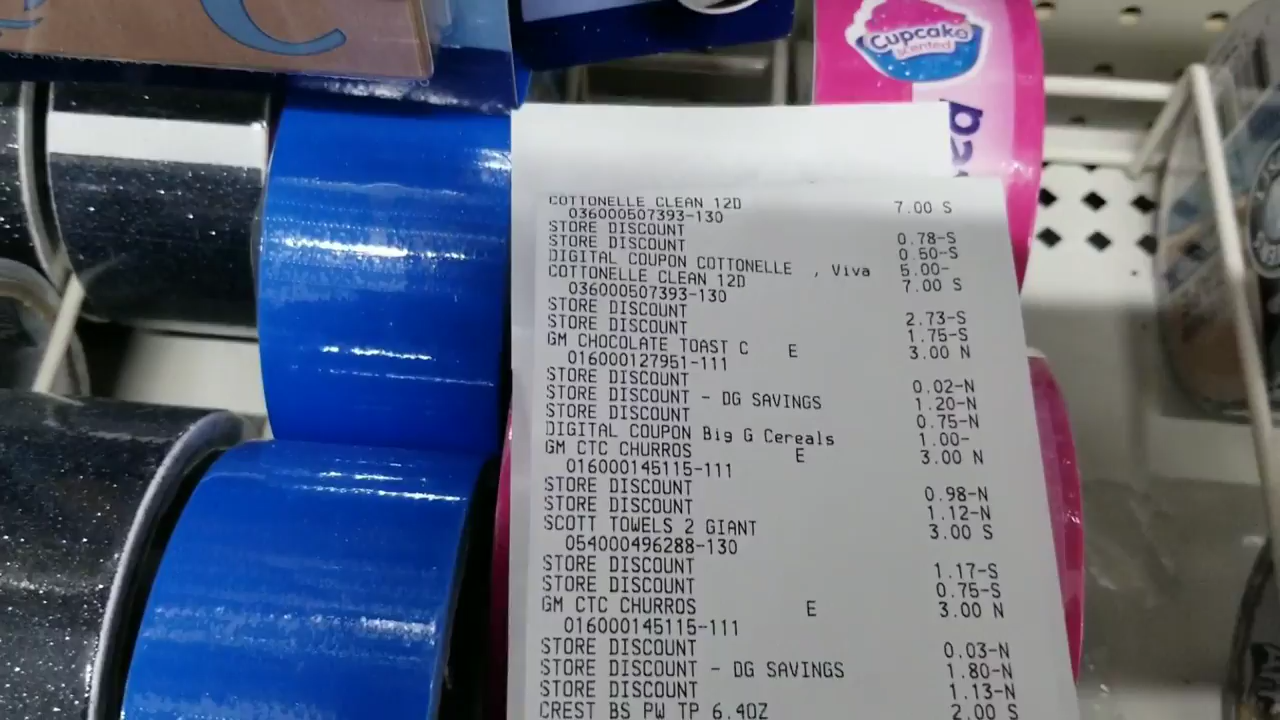 Cupcake
scented
COTTONELLE CLEAN 12D 7.00 S
036000507393-130
STORE DISCOUNT 0.78-S
STORE DISCOUNT 0.50-S
DIGITAL COUPON COTTONELLE , Viva 5.00-
COTTONELLE CLEAN 12D 7.00 S
036000507393-130
STORE DISCOUNT 2.73-S
STORE DISCOUNT 1.75-S
GM CHOCOLATE TOAST C E 3.00 N
016000127951-111
STORE DISCOUNT 0.02-N
STORE DISCOUNT - DG SAVINGS 1.20-N
STORE DISCOUNT 0.75-N
DIGITAL COUPON Big G Cereals 1.00-
GM CTC CHURROS E 3.00 N
016000145115-111
STORE DISCOUNT 0.98-N
STORE DISCOUNT 1.12-N
SCOTT TOWELS 2 GIANT 3.00 S
054000496288-130
STORE DISCOUNT 1.17-S
STORE DISCOUNT 0.75-S
GM CTC CHURROS E 3.00 N
016000145115-111
STORE DISCOUNT 0.03-N
STORE DISCOUNT - DG SAVINGS 1.80-N
STORE DISCOUNT 1.13-N
CREST BS PW TP 6.4OZ 2.00 S